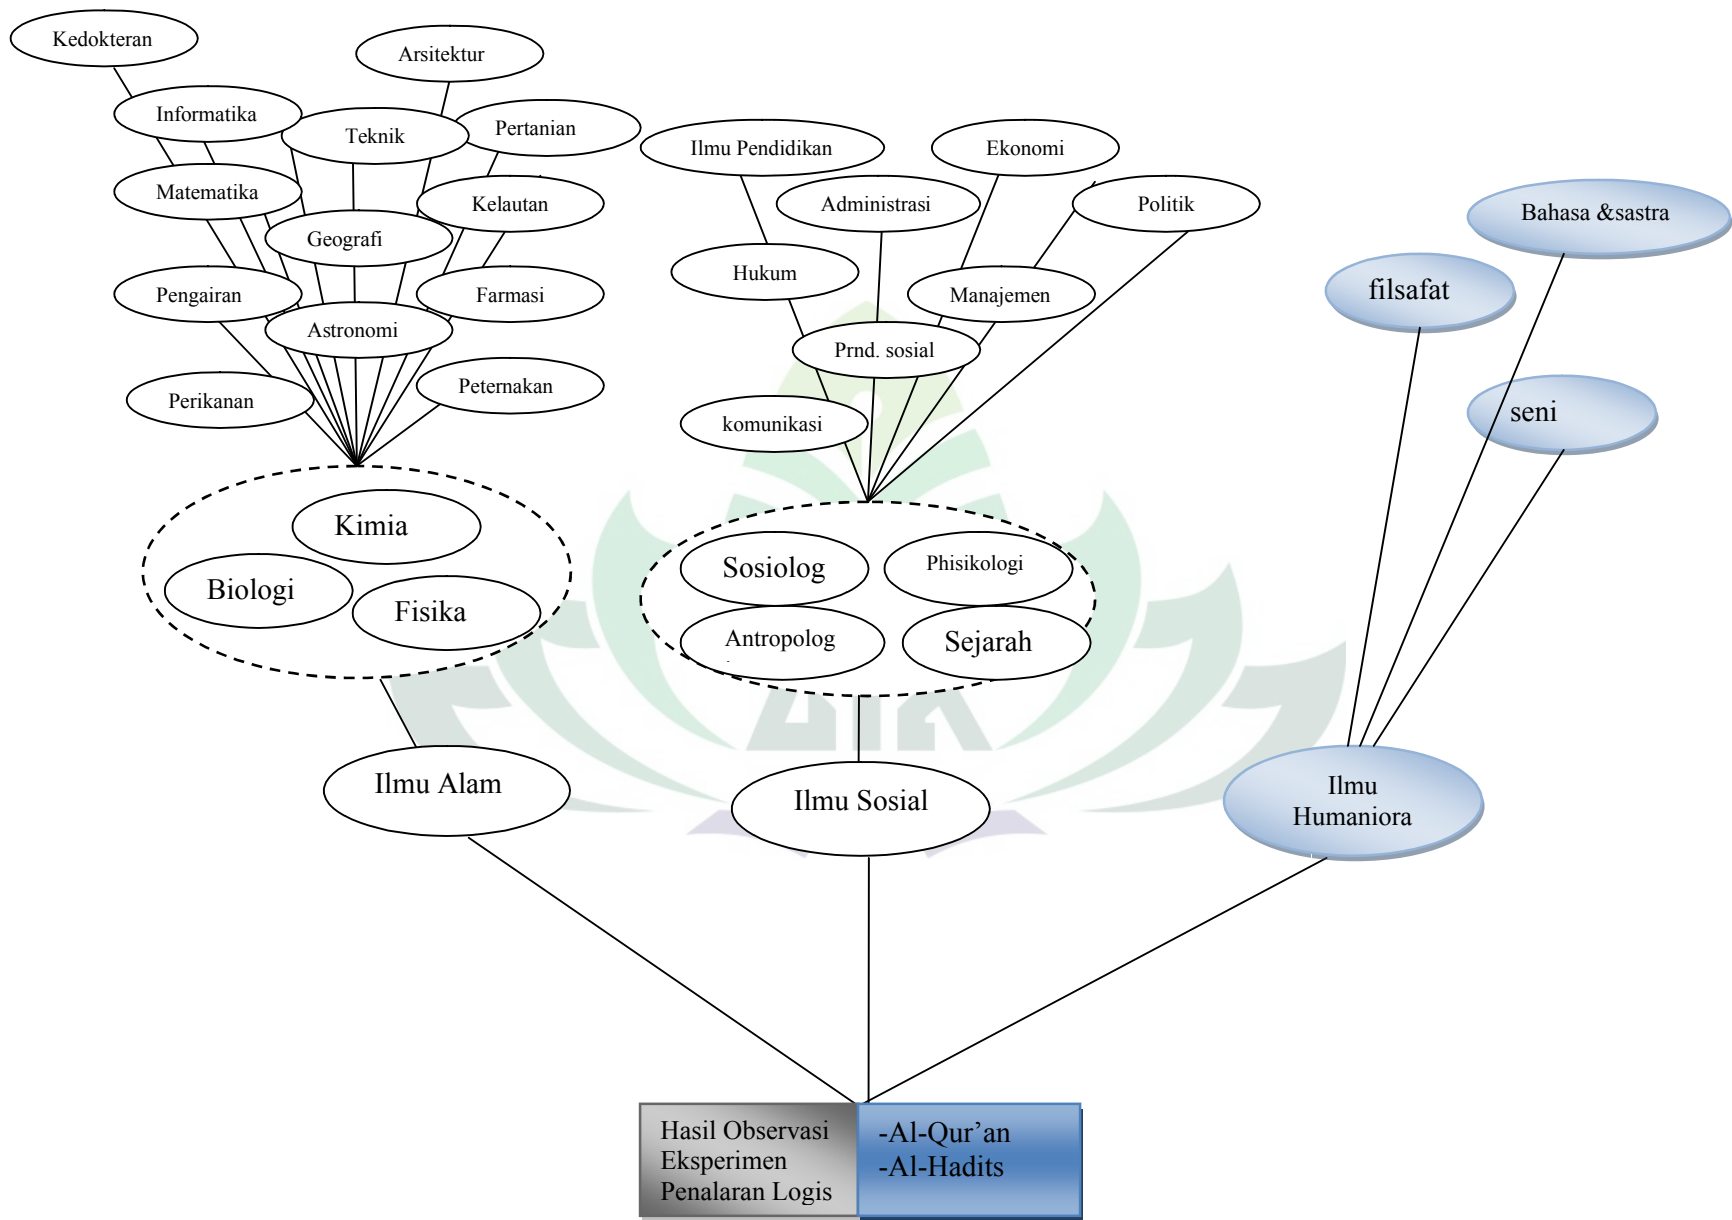 Kedokteran
Arsitektur
Informatika
Teknik
Pertanian
Matematika
Kelautan
Geografi
Pengairan
Farmasi
Astronomi
Perikanan
Peternakan
Ilmu Pendidikan
Ekonomi
Administrasi
Politik
Hukum
Manajemen
Prnd. sosial
komunikasi
Bahasa &sastra
filsafat
seni
Kimia
Biologi
Fisika
Sosiolog
Phisikologi
Antropolog
Sejarah
Ilmu Alam
Ilmu Sosial
Ilmu
Humaniora
Hasil Observasi
Eksperimen
Penalaran Logis
-Al-Qur’an
-Al-Hadits